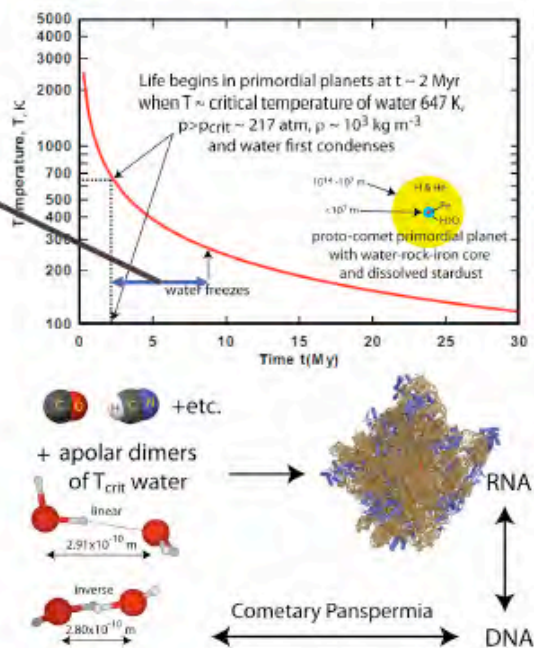 5000
3000
2000
1000
700
500
400
300
200
100
Temperature, T, K
Life begins in primordial planets at t ~ 2 Myr
when T ~ critical temperature of water 647 K,
p>pcrit ~ 217 atm, ρ ~ 10³ kg m⁻³
and water first condenses
H & He
Fe
H2O
proto-comet primordial planet
with water-rock-iron core
and dissolved stardust
water freezes
0 5 10 15 20 25 30
Time t(My)
C O H C N +etc.
+ apolar dimers
of Tcrit water
linear
2.91x10⁻¹⁰ m
inverse
2.80x10⁻¹⁰ m
RNA
Cometary Panspermia
DNA